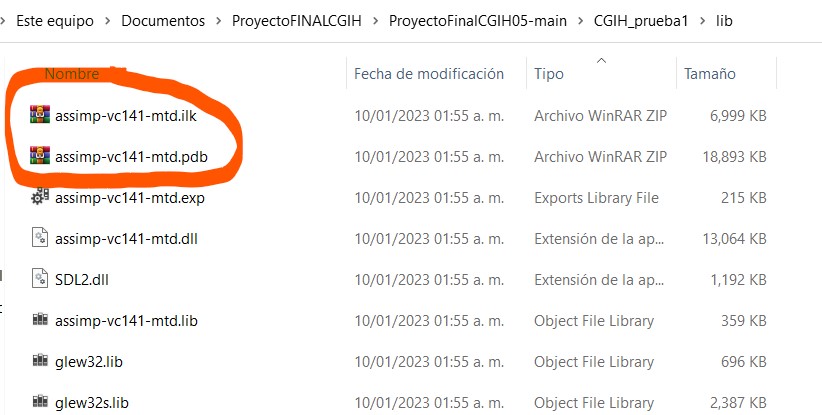 Este equipo > Documentos > ProyectoFINALCGIH > ProyectoFinalCGIH05-main > CGIH_prueba1 > lib
Nombre Fecha de modificación Tipo Tamaño
assimp-vc141-mtd.ilk 10/01/2023 01:55 a. m. Archivo WinRAR ZIP 6,999 KB
assimp-vc141-mtd.pdb 10/01/2023 01:55 a. m. Archivo WinRAR ZIP 18,893 KB
assimp-vc141-mtd.exp 10/01/2023 01:55 a. m. Exports Library File 215 KB
assimp-vc141-mtd.dll 10/01/2023 01:55 a. m. Extensión de la ap... 13,064 KB
SDL2.dll 10/01/2023 01:55 a. m. Extensión de la ap... 1,192 KB
assimp-vc141-mtd.lib 10/01/2023 01:55 a. m. Object File Library 359 KB
glew32.lib 10/01/2023 01:55 a. m. Object File Library 696 KB
glew32s.lib 10/01/2023 01:55 a. m. Object File Library 2,387 KB